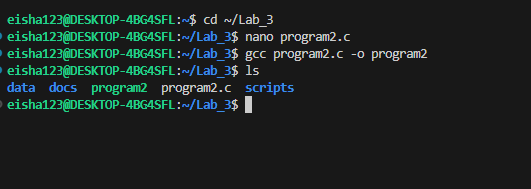 eisha123@DESKTOP-4BG4SFL:~$ cd ~/Lab_3
eisha123@DESKTOP-4BG4SFL:~/Lab_3$ nano program2.c
eisha123@DESKTOP-4BG4SFL:~/Lab_3$ gcc program2.c -o program2
eisha123@DESKTOP-4BG4SFL:~/Lab_3$ ls
data  docs  program2  program2.c  scripts
eisha123@DESKTOP-4BG4SFL:~/Lab_3$